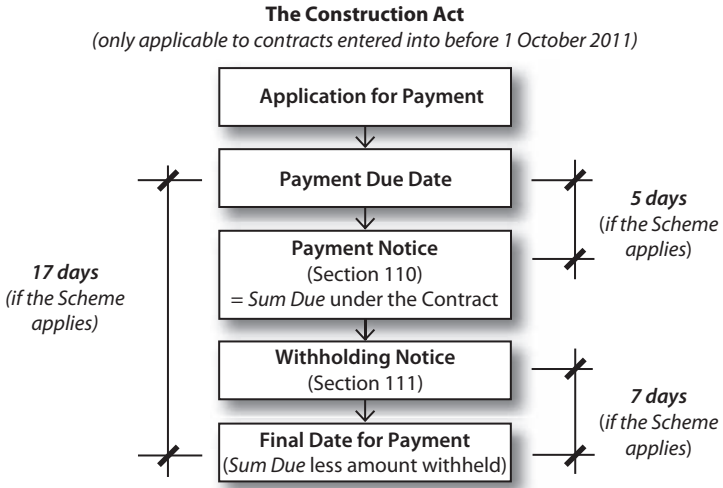 The Construction Act
(only applicable to contracts entered into before 1 October 2011)
Application for Payment
Payment Due Date
5 days
(if the Scheme
applies)
Payment Notice
(Section 110)
= Sum Due under the Contract
17 days
(if the Scheme
applies)
Withholding Notice
(Section 111)
7 days
(if the Scheme
applies)
Final Date for Payment
(Sum Due less amount withheld)